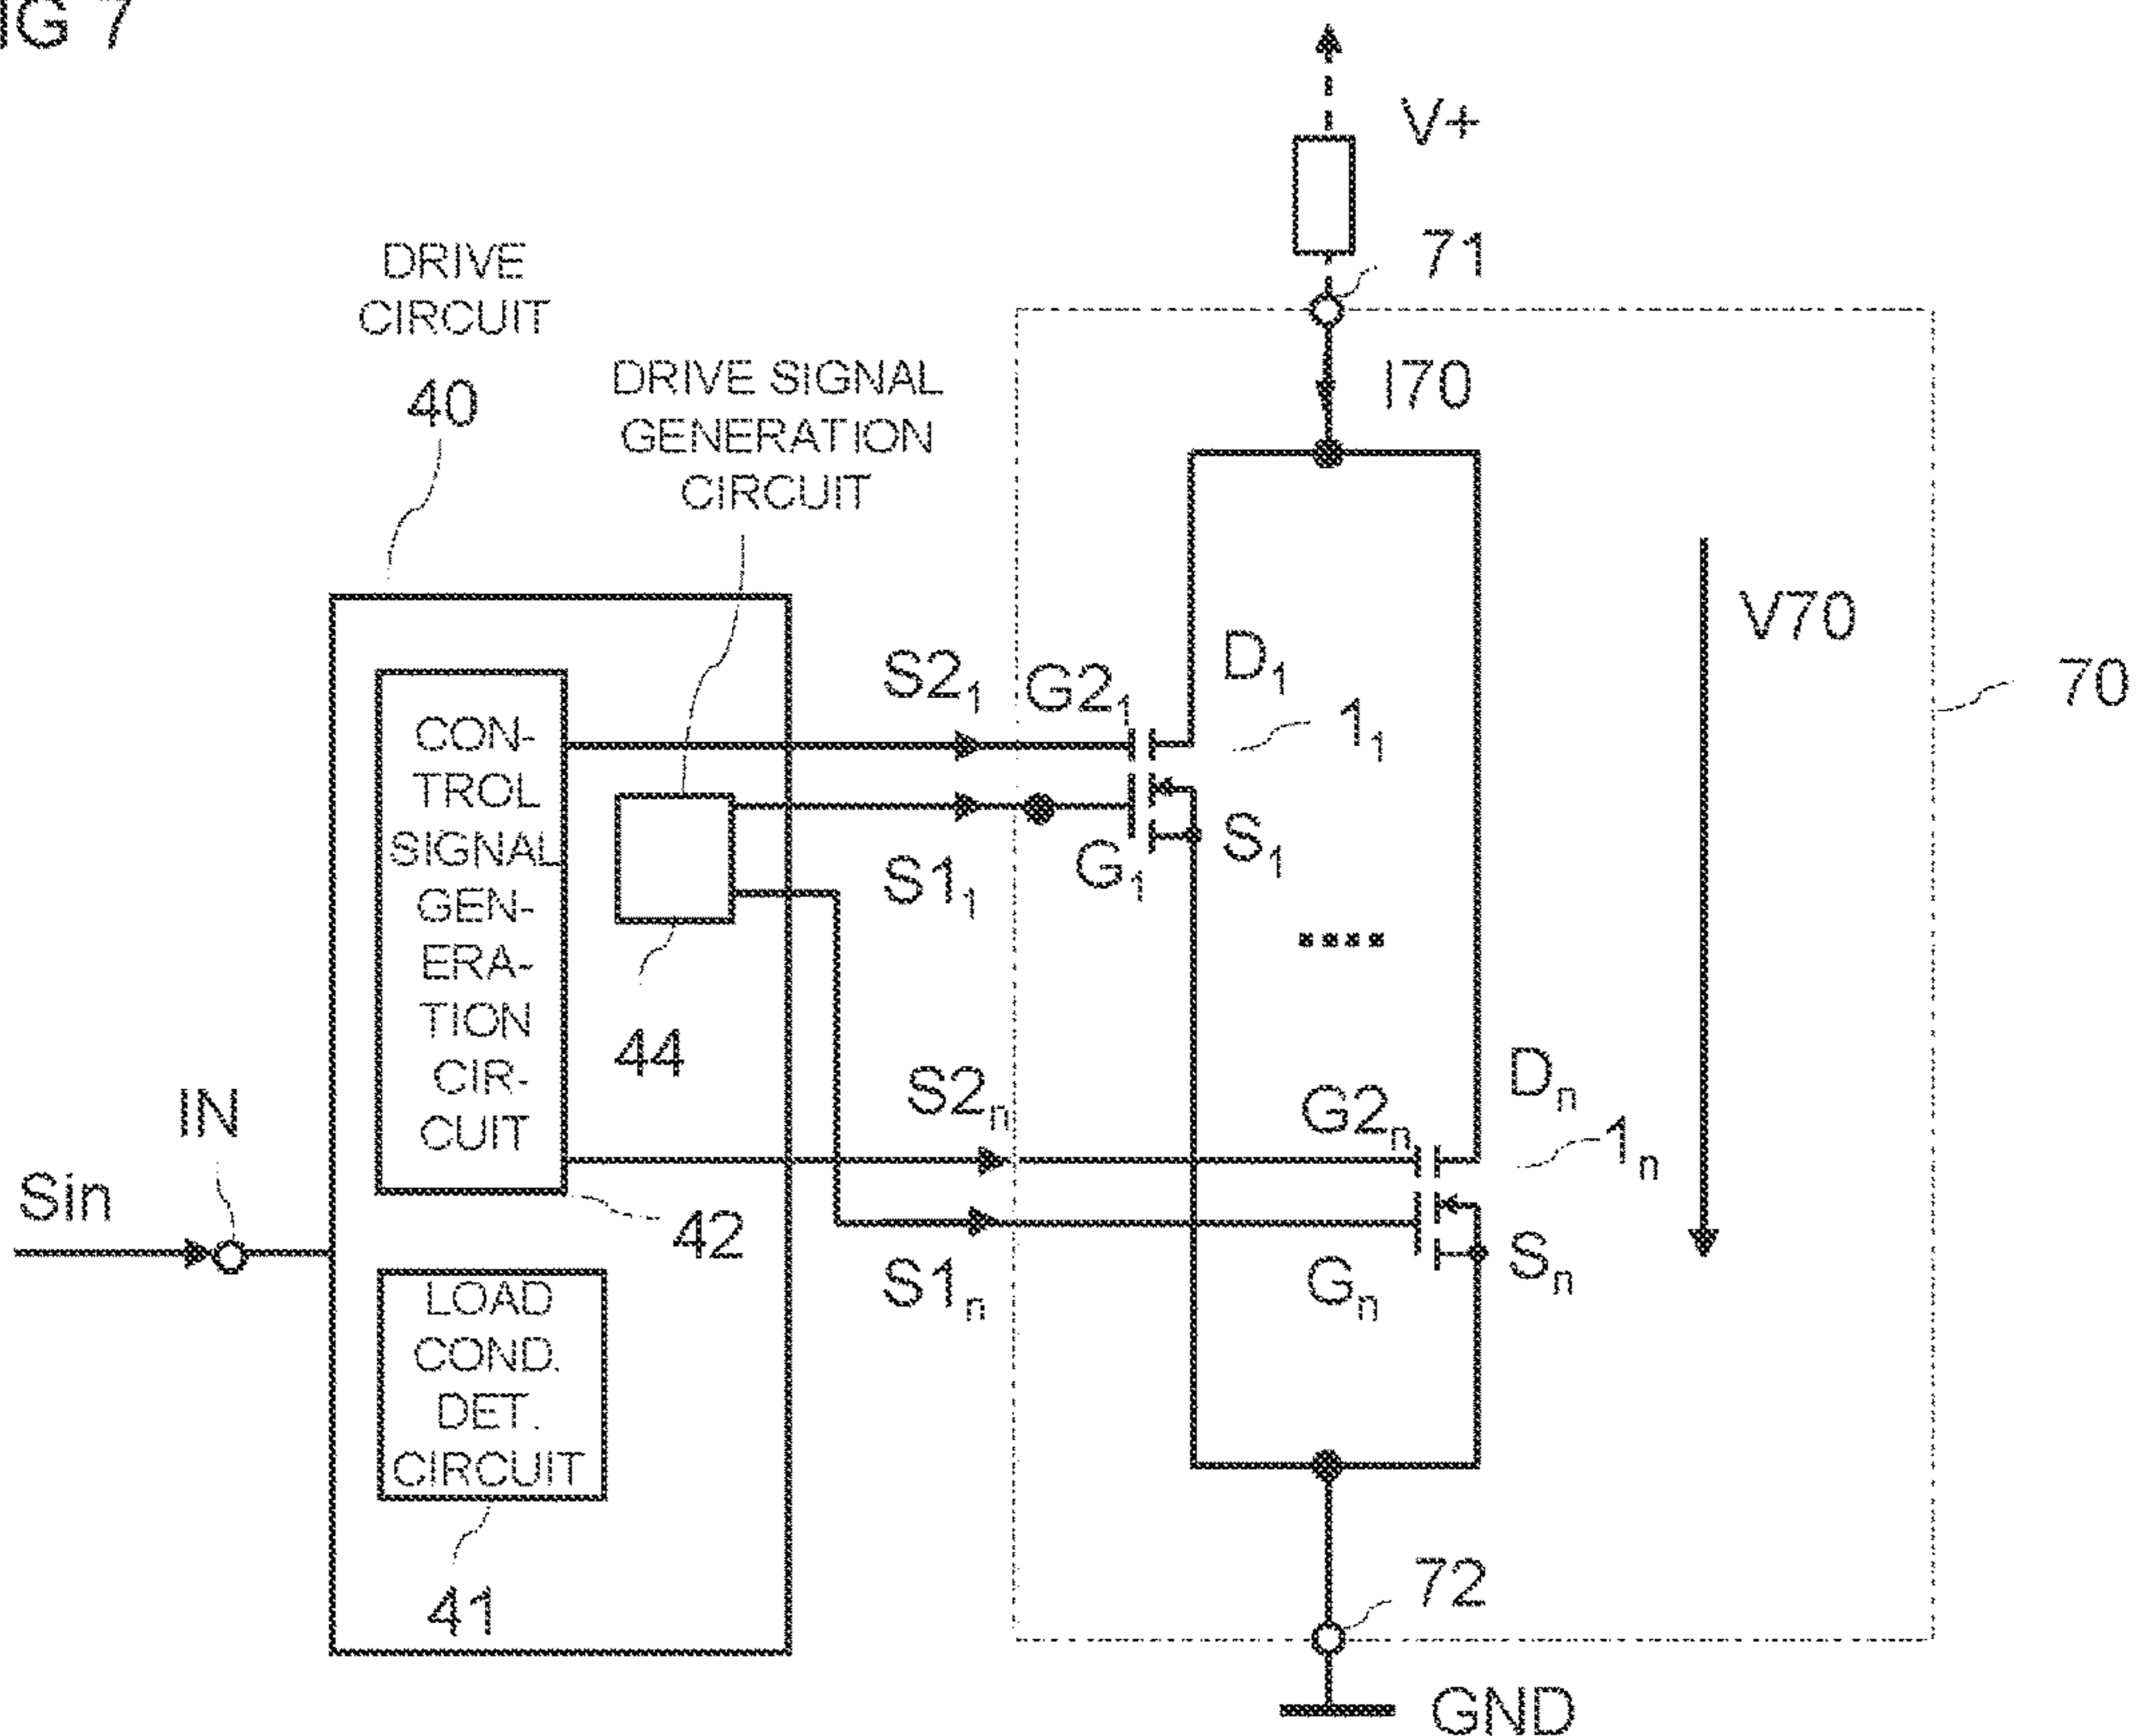 IG 7
V+
71
DRIVE
CIRCUIT
40
DRIVE SIGNAL
GENERATION
CIRCUIT
I70
V70
70
S2₁
G2₁
D₁
1₁
CON-
TROL
SIGNAL
GEN-
ERA-
TION
CIR-
CUIT
S1₁
G₁
S₁
44
S2ₙ
G2ₙ
Dₙ
1ₙ
IN
Sin
42
S1ₙ
Gₙ
Sₙ
LOAD
COND.
DET.
CIRCUIT
41
72
GND